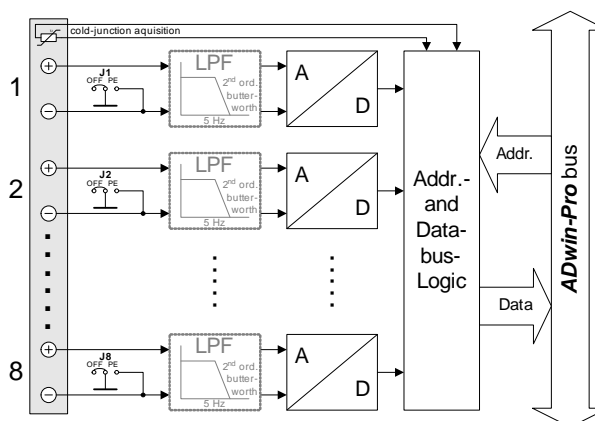 cold-junction aquisition
1
+
−
J1
OFF PE
LPF
2nd ord.
butter-
worth
5 Hz
A
D
2
+
−
J2
OFF PE
LPF
2nd ord.
butter-
worth
5 Hz
A
D
8
+
−
J8
OFF PE
LPF
2nd ord.
butter-
worth
5 Hz
A
D
Addr.-
and
Data-
bus-
Logic
Addr.
Data
ADwin-Pro bus